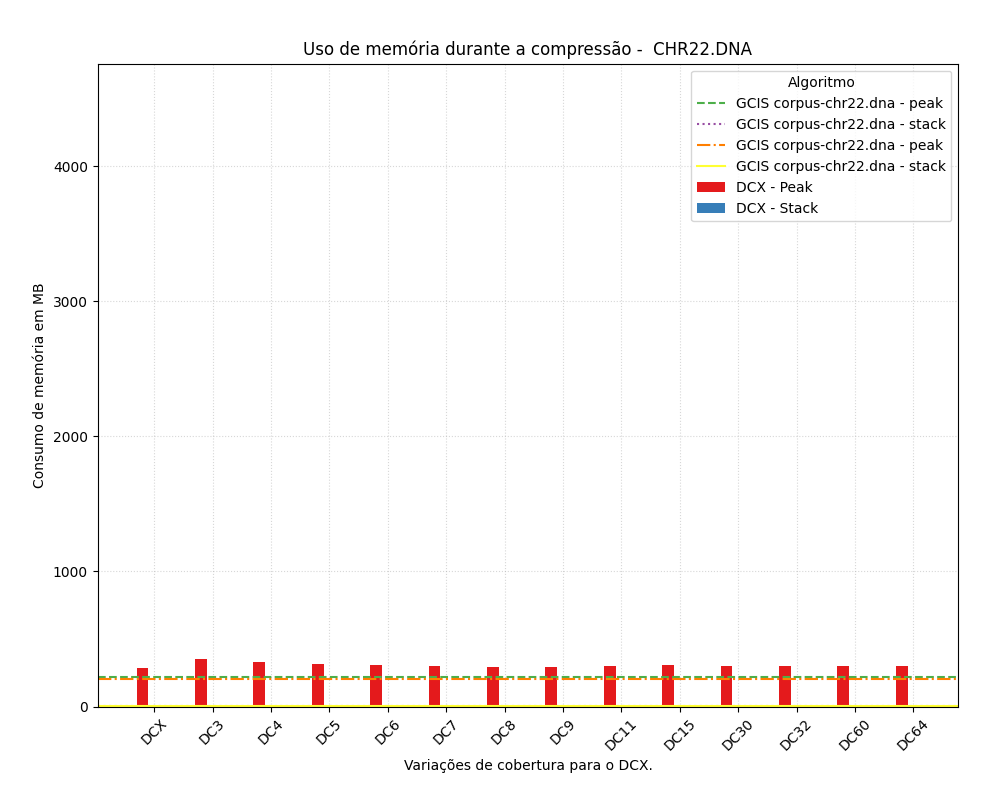 Uso de memória durante a compressão -  CHR22.DNA
Algoritmo
GCIS corpus-chr22.dna - peak
GCIS corpus-chr22.dna - stack
GCIS corpus-chr22.dna - peak
GCIS corpus-chr22.dna - stack
DCX - Peak
DCX - Stack
Consumo de memória em MB
4000
3000
2000
1000
0
DCX DC3 DC4 DC5 DC6 DC7 DC8 DC9 DC11 DC15 DC30 DC32 DC60 DC64
Variações de cobertura para o DCX.